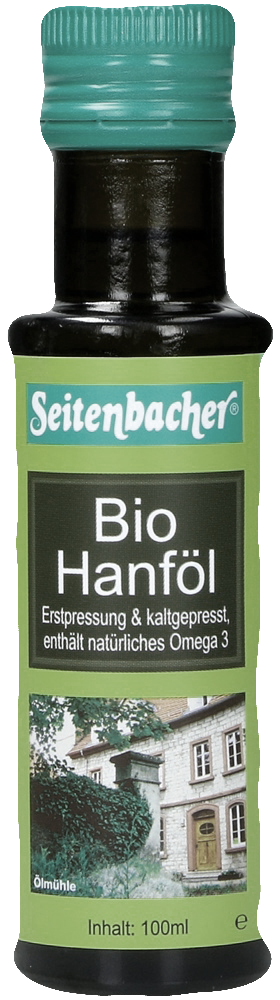 Seitenbacher®
Bio
Hanföl
Erstpressung & kaltgepresst,
enthält natürliches Omega 3
Ölmühle
Inhalt: 100ml ℮